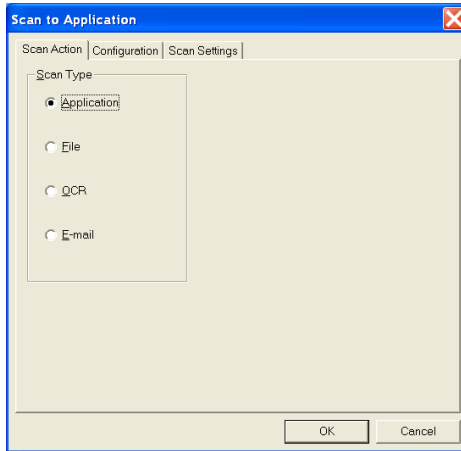 Scan to Application
Scan Action Configuration Scan Settings
Scan Type
Application
File
OCR
E-mail
OK Cancel